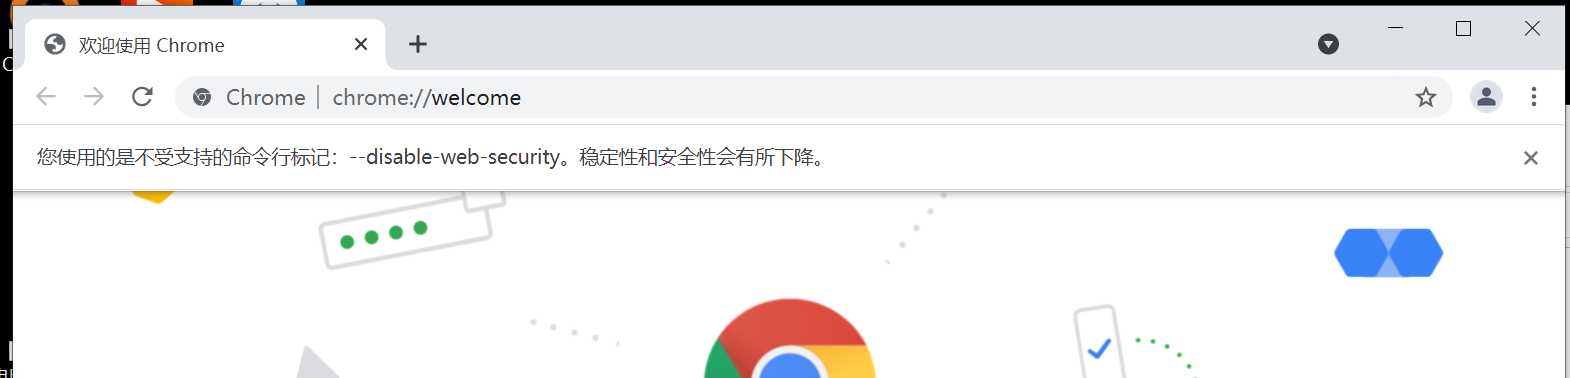 欢迎使用 Chrome
Chrome | chrome://welcome
您使用的是不受支持的命令行标记：--disable-web-security。稳定性和安全性会有所下降。